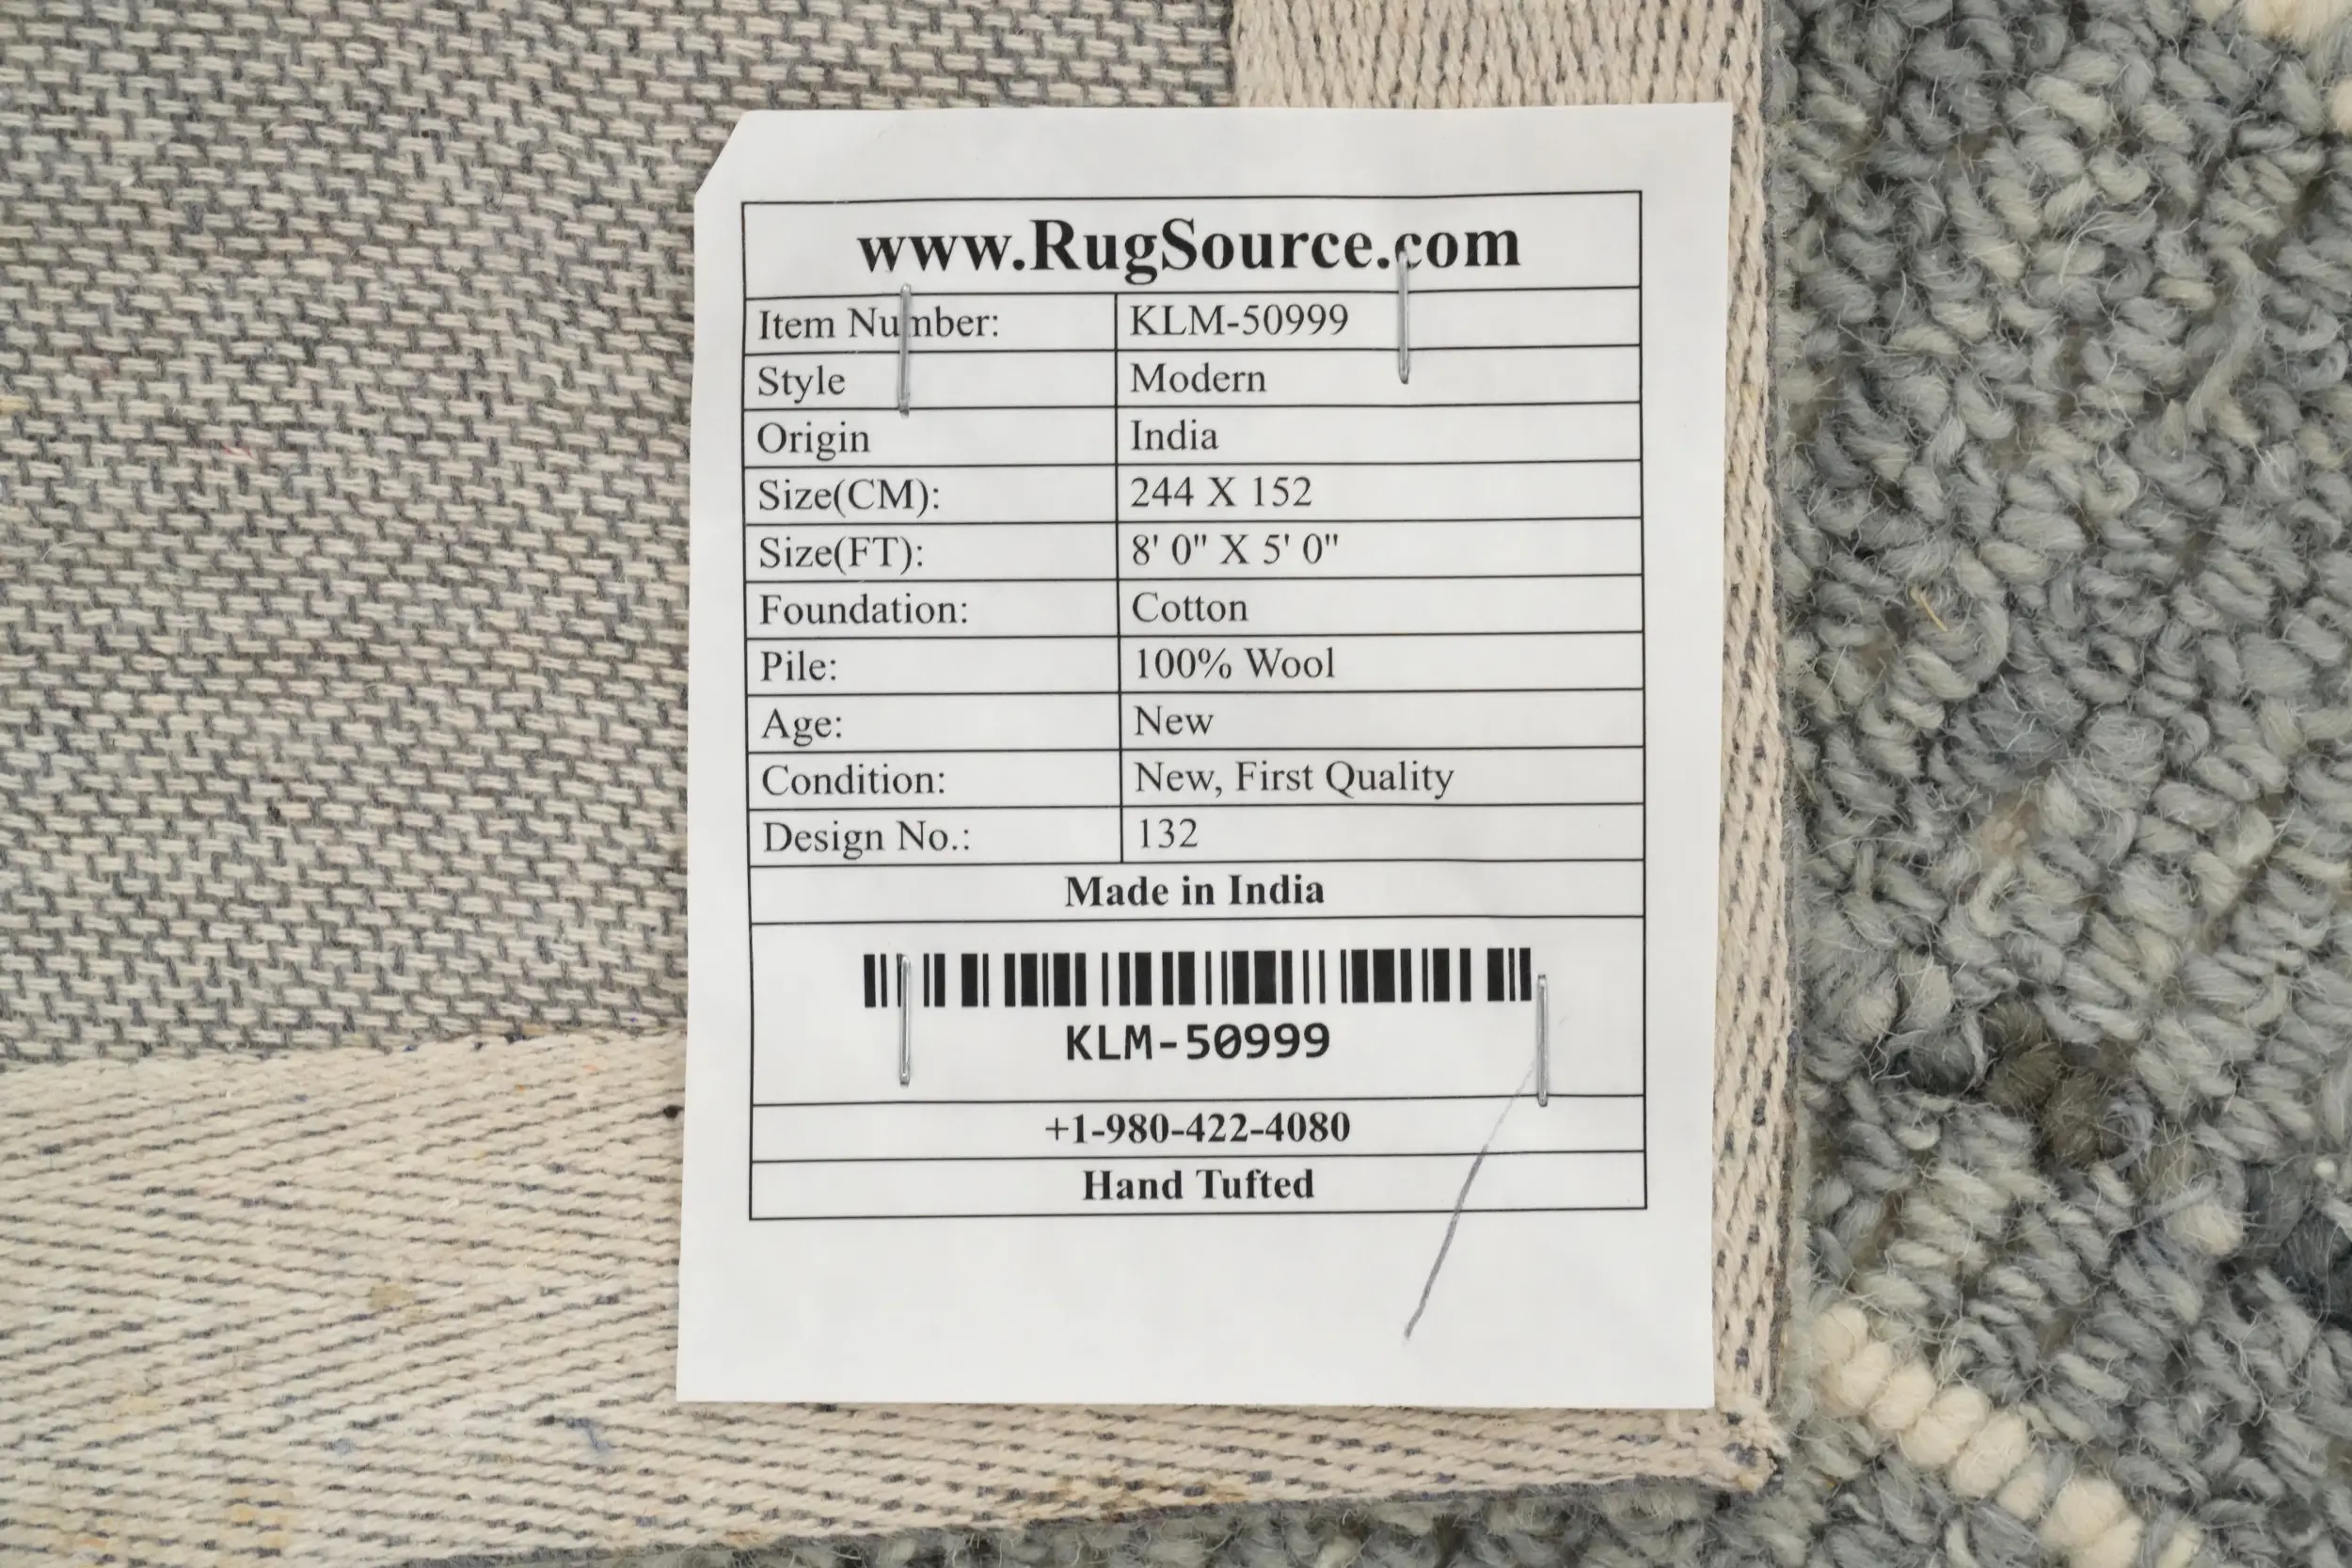 www.RugSource.com
Item Number: KLM-50999
Style Modern
Origin India
Size(CM): 244 X 152
Size(FT): 8' 0" X 5' 0"
Foundation: Cotton
Pile: 100% Wool
Age: New
Condition: New, First Quality
Design No.: 132
Made in India
KLM-50999
+1-980-422-4080
Hand Tufted